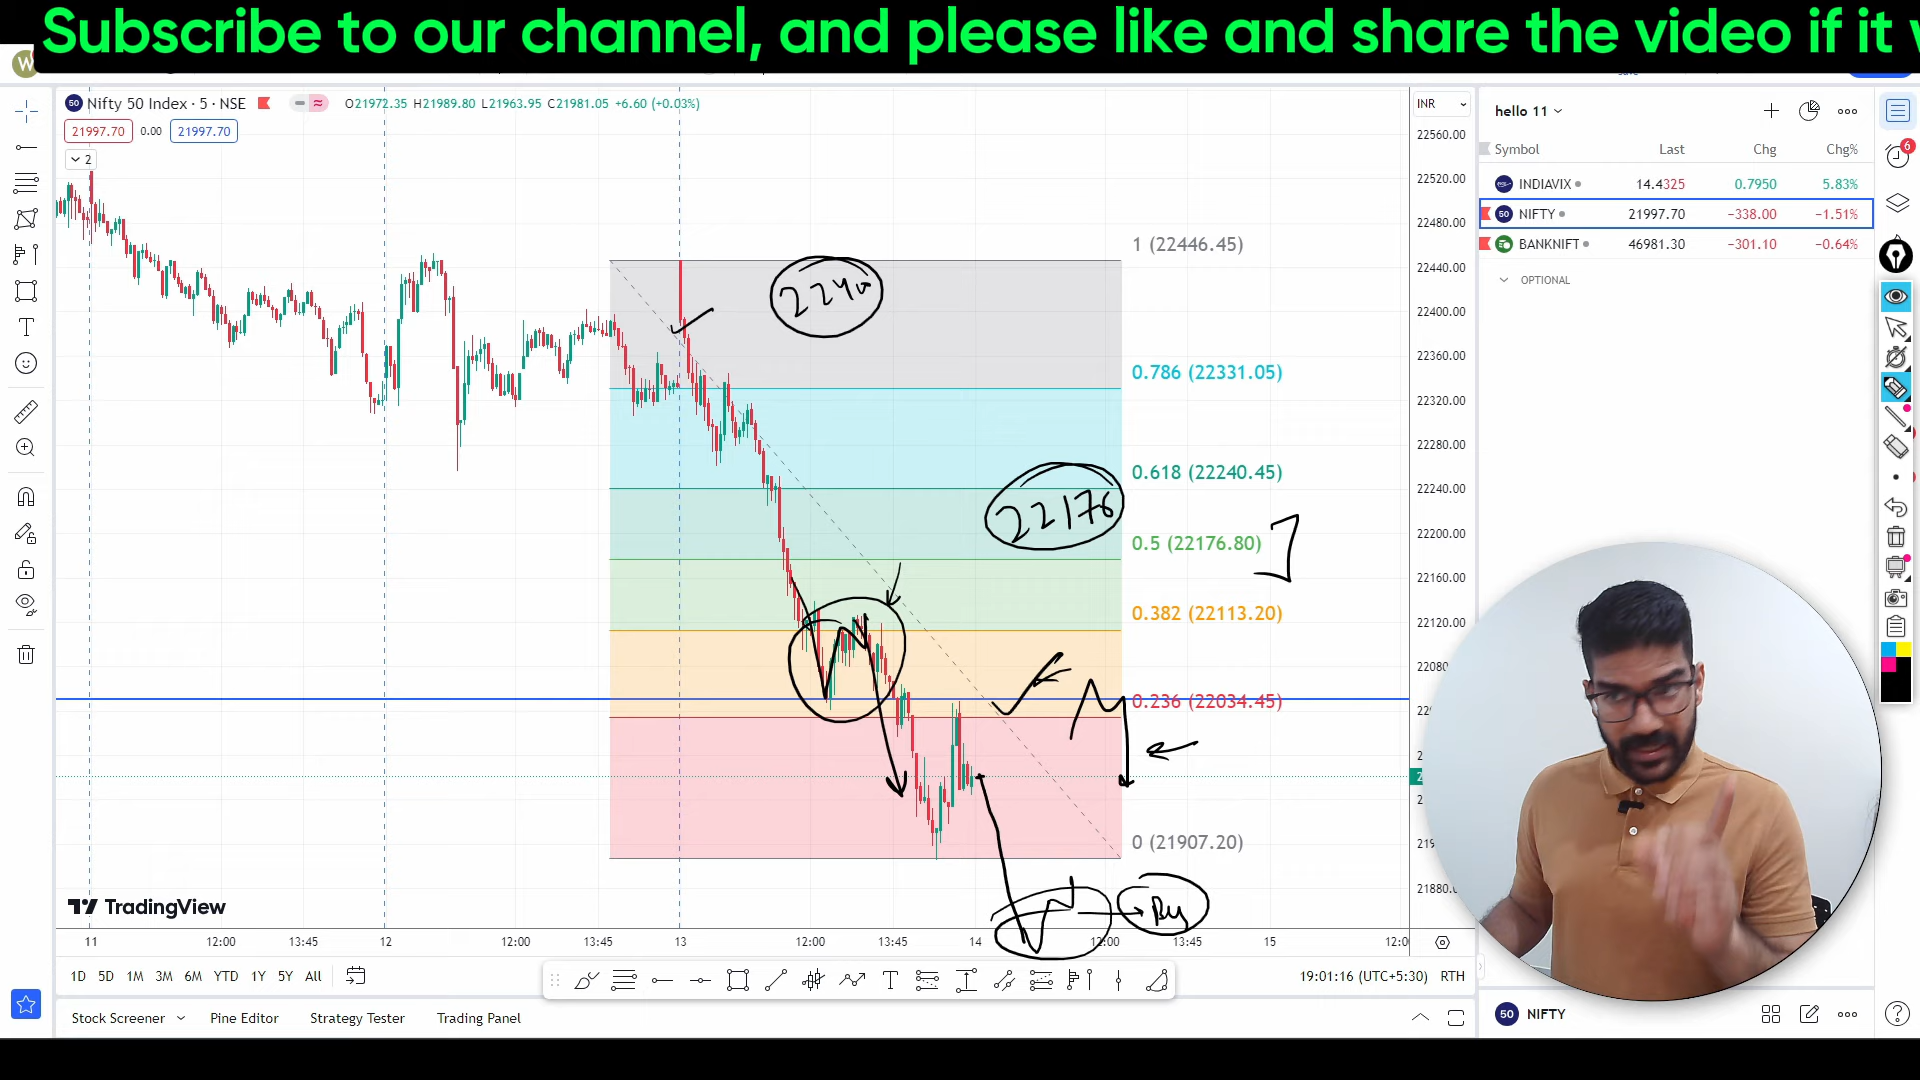 Subscribe to our channel, and please like and share the video if it
W
Nifty 50 Index · 5 · NSE
O21972.35 H21989.80 L21963.95 C21981.05 +6.60 (+0.03%)
INR
21997.70 0.00 21997.70
2
22560.00
22520.00
22480.00
22440.00
22400.00
22360.00
22320.00
22280.00
22240.00
22200.00
22160.00
22120.00
1 (22446.45)
0.786 (22331.05)
0.618 (22240.45)
0.5 (22176.80)
0.382 (22113.20)
0.236 (22034.45)
0 (21907.20)
22176
TradingView
11 12:00 13:45 12 12:00 13:45 13 12:00 13:45 14 12:00 13:45 15
1D 5D 1M 3M 6M YTD 1Y 5Y All
19:01:16 (UTC+5:30) RTH
Stock Screener Pine Editor Strategy Tester Trading Panel
hello 11
Symbol Last Chg Chg%
INDIAVIX 14.4325 0.7950 5.83%
50 NIFTY 21997.70 −338.00 −1.51%
BANKNIFT 46981.30 −301.10 −0.64%
OPTIONAL
6
50 NIFTY